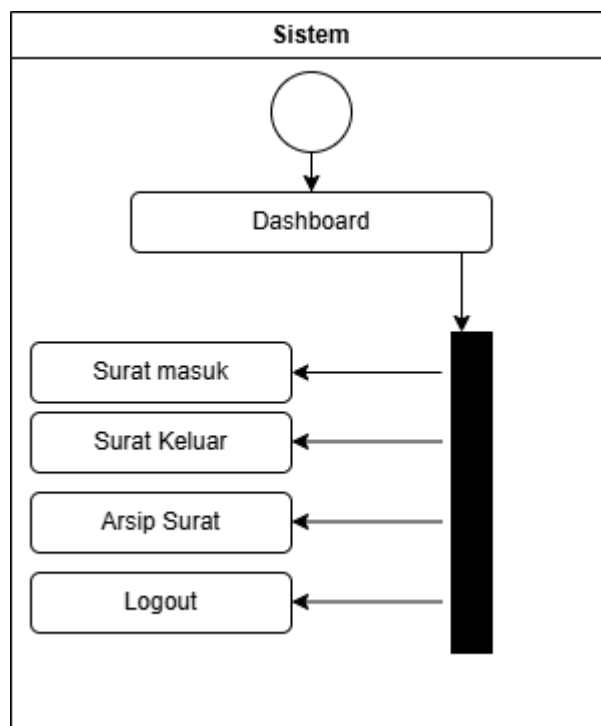 Sistem
Dashboard
Surat masuk
Surat Keluar
Arsip Surat
Logout